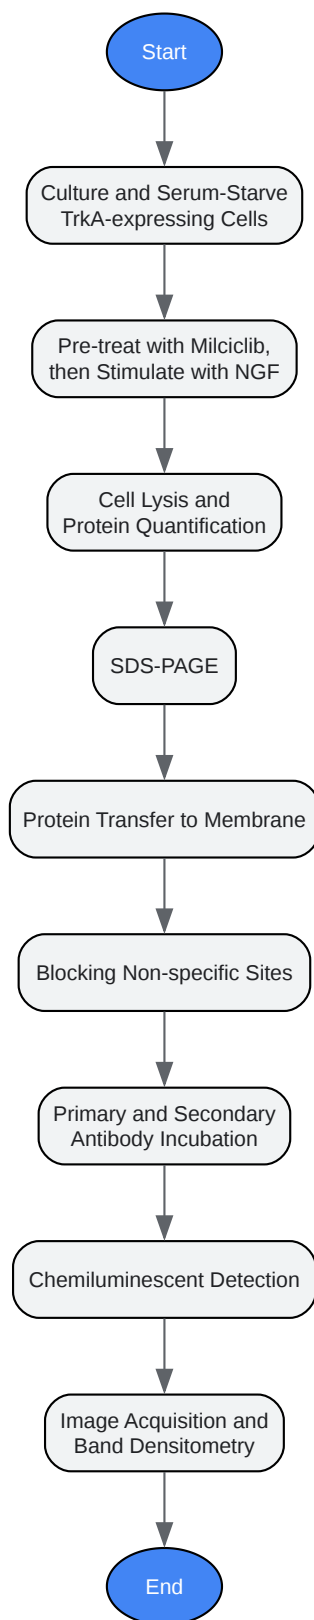 Start
Culture and Serum-Starve
TrkA-expressing Cells
Pre-treat with Milciclib,
then Stimulate with NGF
Cell Lysis and
Protein Quantification
SDS-PAGE
Protein Transfer to Membrane
Blocking Non-specific Sites
Primary and Secondary
Antibody Incubation
Chemiluminescent Detection
Image Acquisition and
Band Densitometry
End